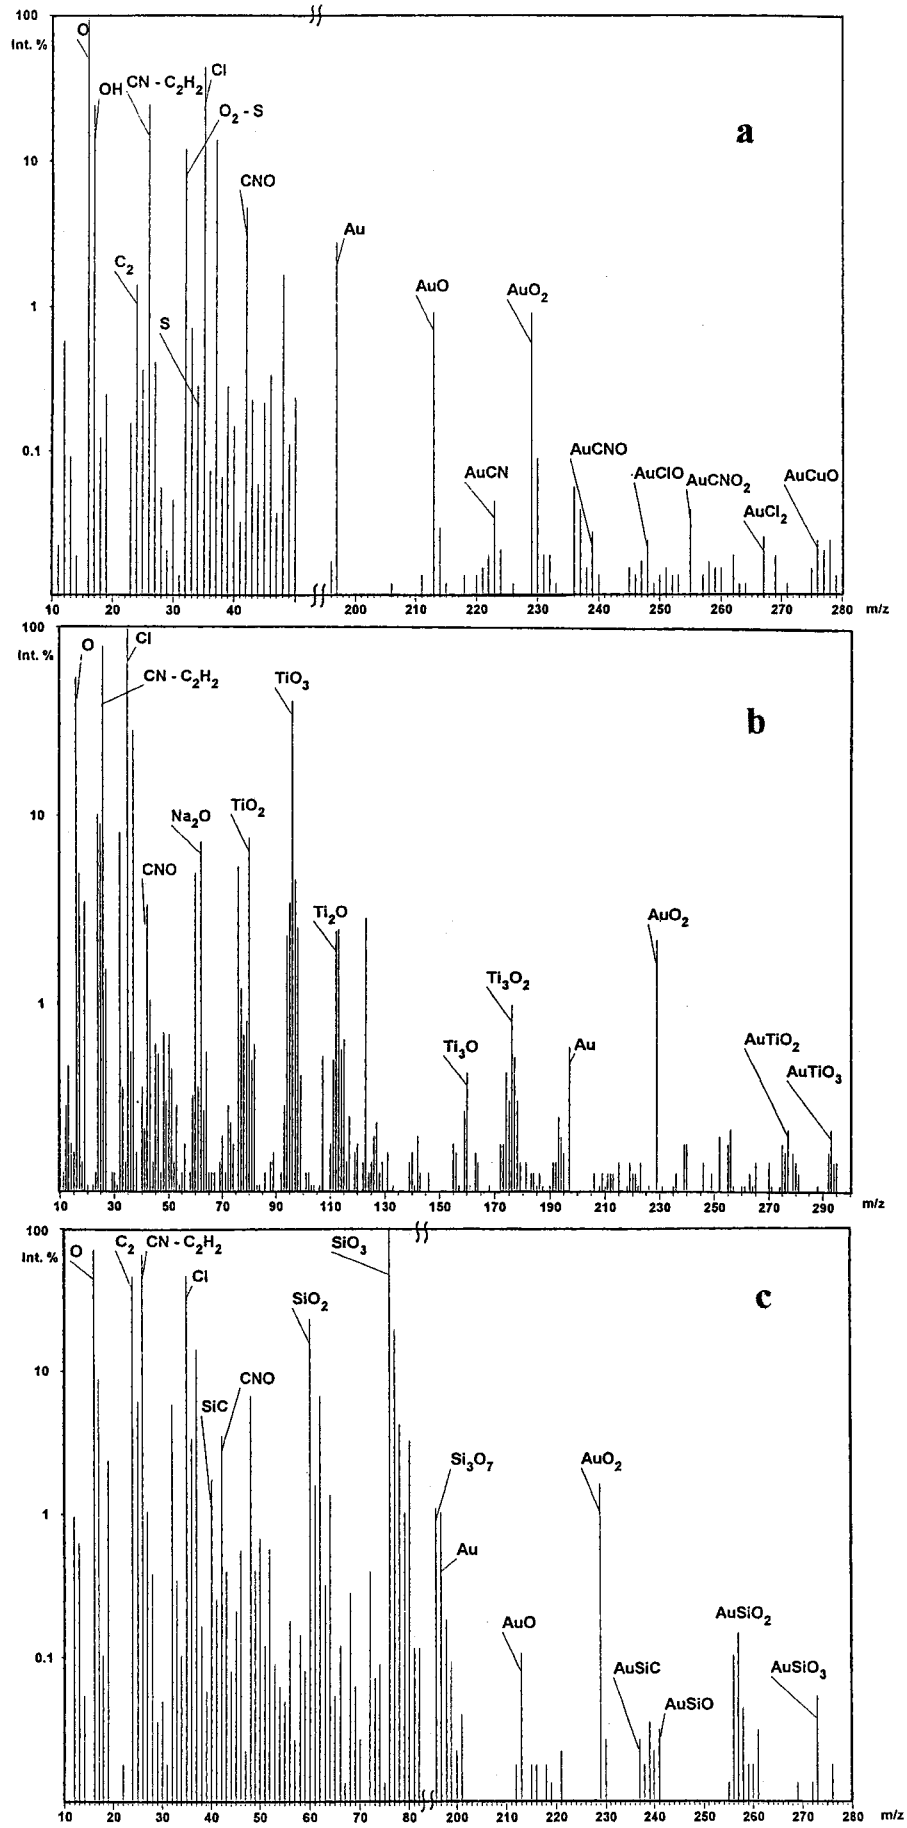 100
Int. %
10
1
0.1
O
OH
CN - C2H2
Cl
O2 - S
CNO
C2
S
Au
AuO
AuO2
AuCN
AuCNO
AuClO
AuCNO2
AuCl2
AuCuO
a
10 20 30 40 200 210 220 230 240 250 260 270 280 m/z
100
Int. %
10
1
O
Cl
CN - C2H2
TiO3
Na2O
TiO2
CNO
Ti2O
Ti3O2
Ti3O
Au
AuO2
AuTiO2
AuTiO3
b
10 30 50 70 90 110 130 150 170 190 210 230 250 270 290 m/z
100
Int. %
10
1
0.1
O
C2
CN - C2H2
Cl
SiO3
SiO2
SiC
CNO
Si3O7
Au
AuO2
AuO
AuSiC
AuSiO
AuSiO2
AuSiO3
c
10 20 30 40 50 60 70 80 200 210 220 230 240 250 260 270 280 m/z